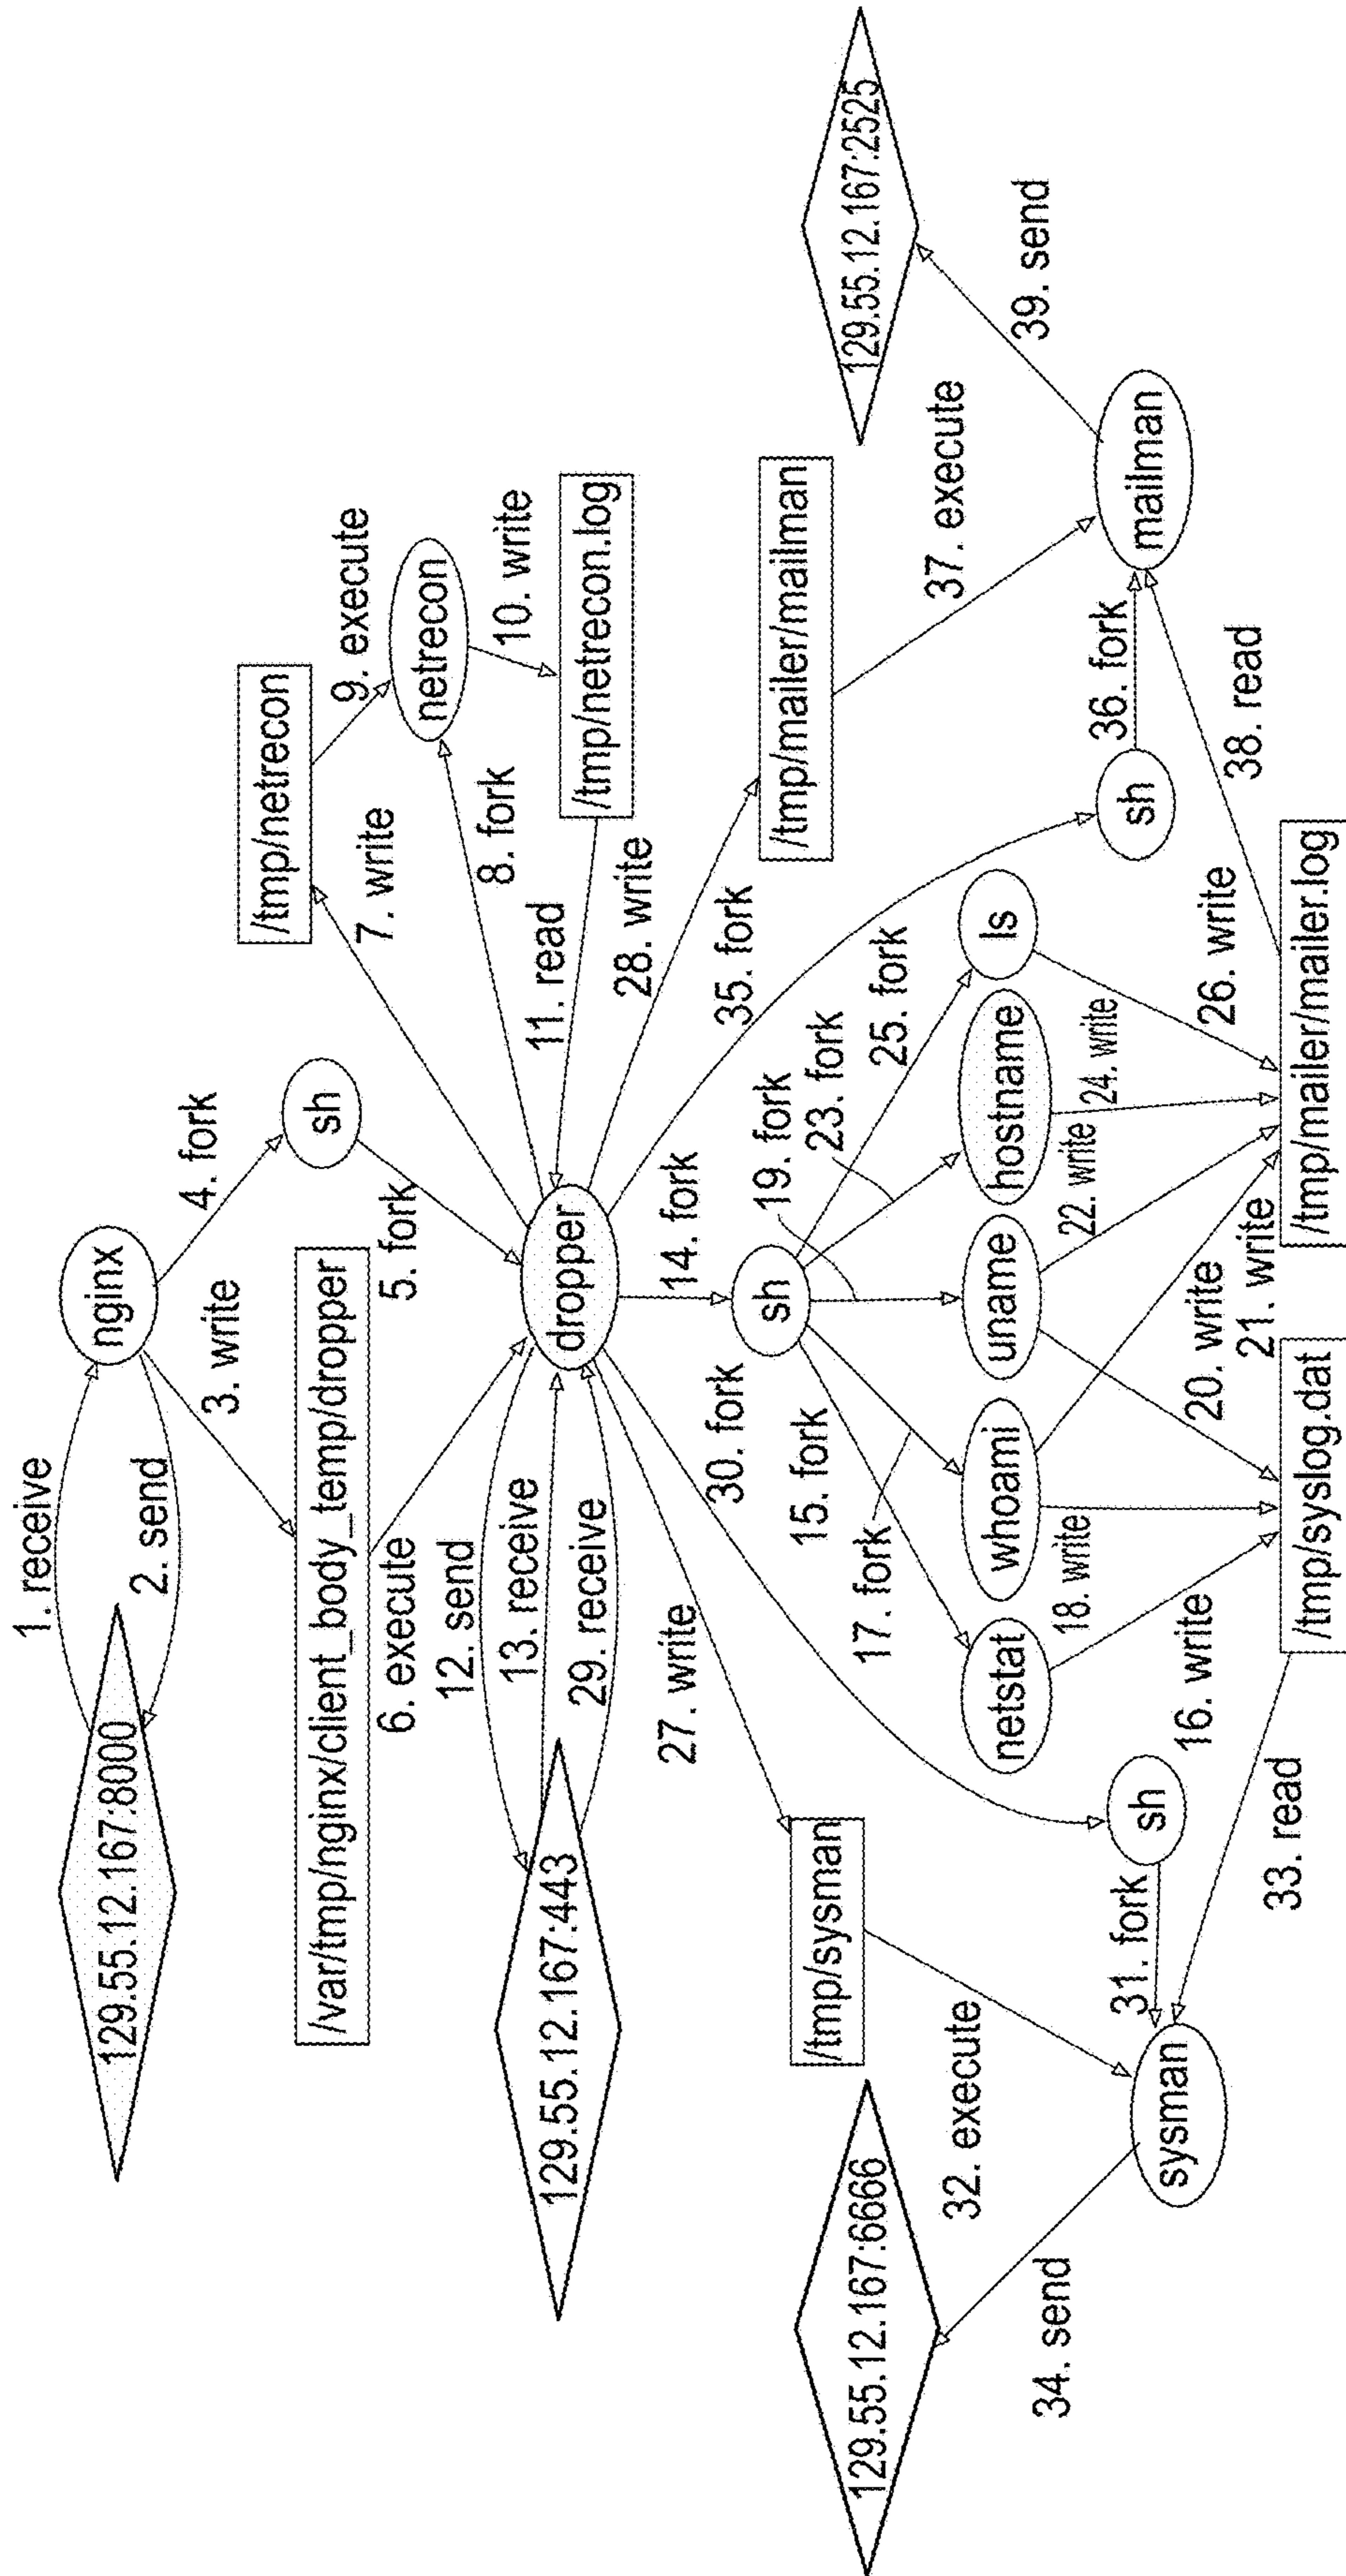 1. receive
2. send
129.55.12.167:8000
nginx
3. write
4. fork
/var/tmp/nginx/client_body_temp/dropper
sh
/tmp/netrecon
5. fork
6. execute
7. write
9. execute
netrecon
8. fork
10. write
12. send
13. receive
29. receive
129.55.12.167:443
dropper
11. read
/tmp/netrecon.log
27. write
30. fork
14. fork
28. write
35. fork
129.55.12.167:6666
/tmp/sysman
sh
/tmp/mailer/mailman
129.55.12.167:2525
15. fork
17. fork
19. fork
23. fork
25. fork
32. execute
37. execute
netstat
whoami
uname
hostname
ls
34. send
39. send
18. write
22. write
24. write
31. fork
sh
36. fork
sh
sysman
mailman
16. write
20. write
21. write
26. write
38. read
33. read
/tmp/syslog.dat
/tmp/mailer/mailer.log